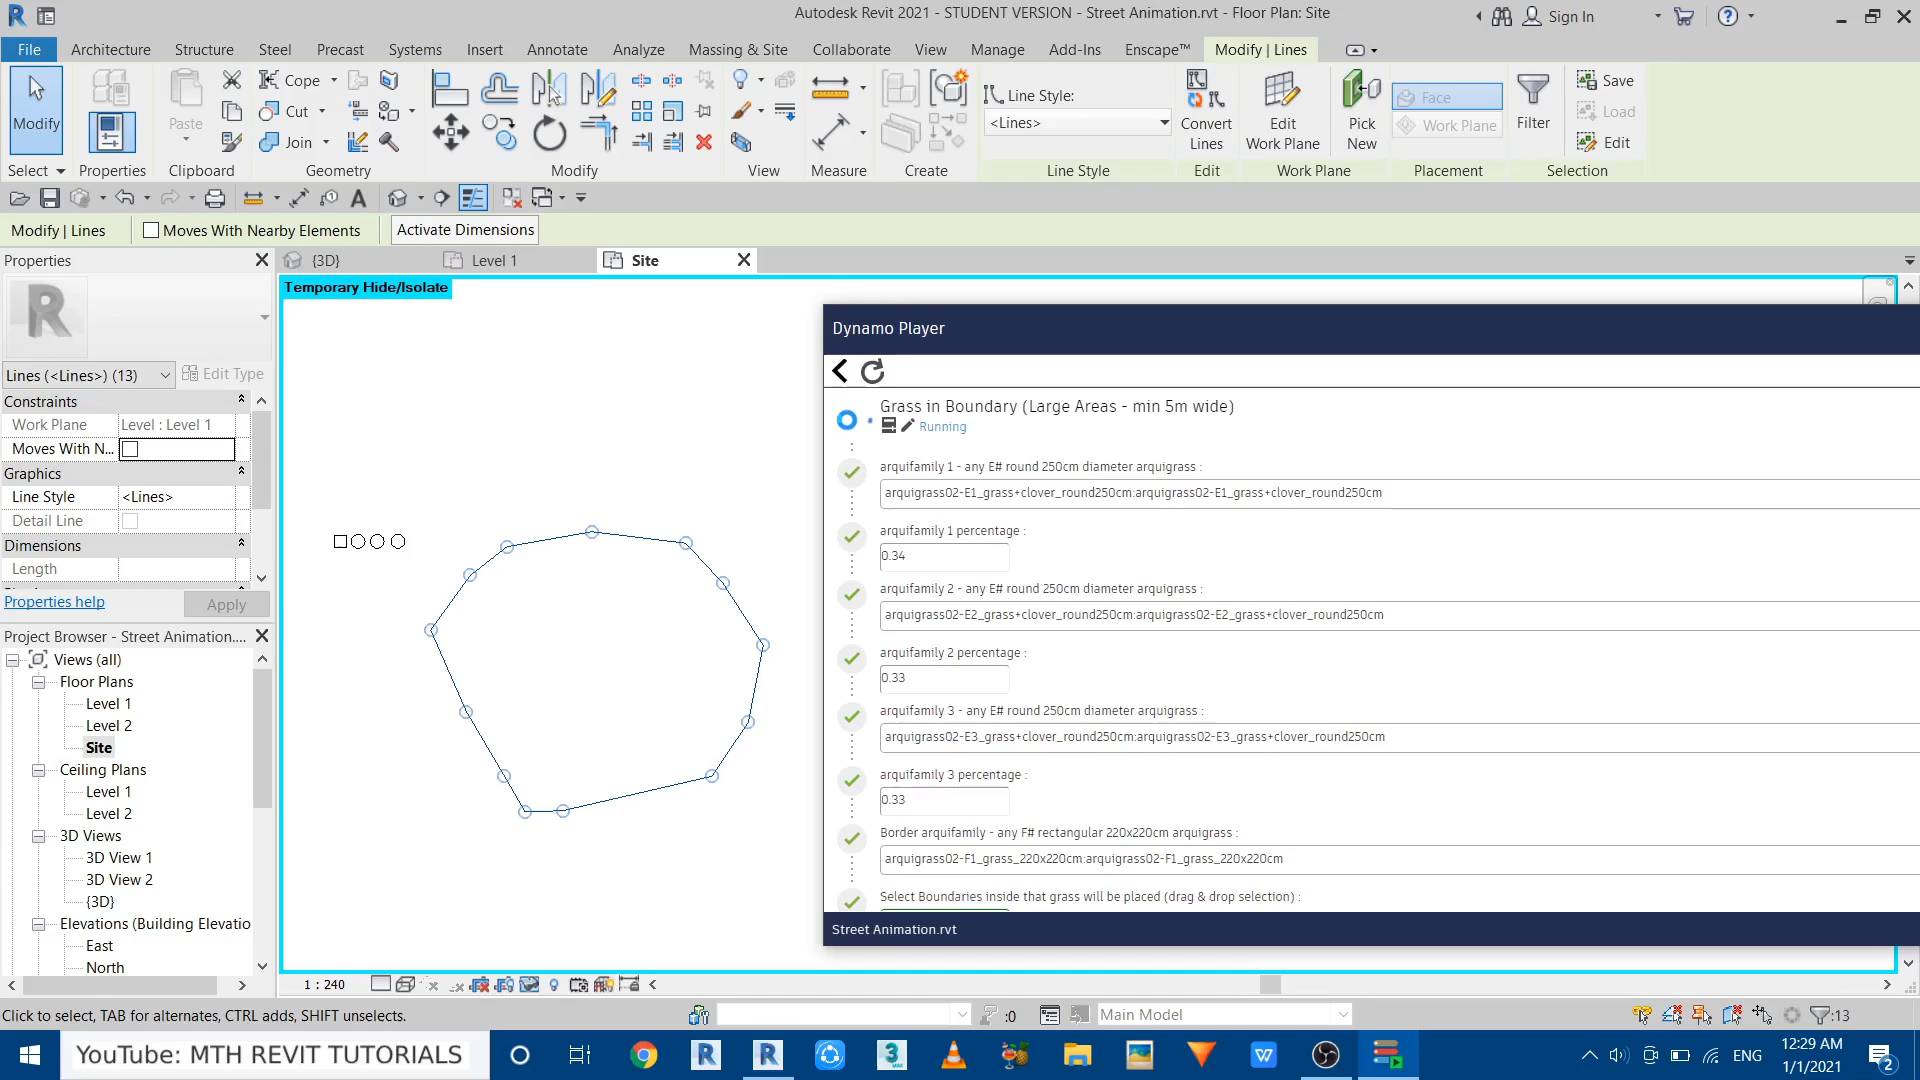 Autodesk Revit 2021 - STUDENT VERSION - Street Animation.rvt - Floor Plan: Site
Sign In
File Architecture Structure Steel Precast Systems Insert Annotate Analyze Massing & Site Collaborate View Manage Add-Ins Enscape™ Modify | Lines
Modify
Paste
Cope
Cut
Join
Line Style:
<Lines>
Convert Lines
Edit Work Plane
Pick New
Face
Work Plane
Filter
Save
Load
Edit
Select Properties Clipboard Geometry Modify View Measure Create Line Style Edit Work Plane Placement Selection
Modify | Lines
Moves With Nearby Elements
Activate Dimensions
Properties
{3D}
Level 1
Site
Temporary Hide/Isolate
Lines (<Lines>) (13)
Edit Type
Constraints
Work Plane Level : Level 1
Moves With N...
Graphics
Line Style <Lines>
Detail Line
Dimensions
Length
Properties help
Apply
Project Browser - Street Animation....
Views (all)
Floor Plans
Level 1
Level 2
Site
Ceiling Plans
Level 1
Level 2
3D Views
3D View 1
3D View 2
{3D}
Elevations (Building Elevatio
East
North
Dynamo Player
Grass in Boundary (Large Areas - min 5m wide)
Running
arquifamily 1 - any E# round 250cm diameter arquigrass :
arquigrass02-E1_grass+clover_round250cm:arquigrass02-E1_grass+clover_round250cm
arquifamily 1 percentage :
0.34
arquifamily 2 - any E# round 250cm diameter arquigrass :
arquigrass02-E2_grass+clover_round250cm:arquigrass02-E2_grass+clover_round250cm
arquifamily 2 percentage :
0.33
arquifamily 3 - any E# round 250cm diameter arquigrass :
arquigrass02-E3_grass+clover_round250cm:arquigrass02-E3_grass+clover_round250cm
arquifamily 3 percentage :
0.33
Border arquifamily - any F# rectangular 220x220cm arquigrass :
arquigrass02-F1_grass_220x220cm:arquigrass02-F1_grass_220x220cm
Select Boundaries inside that grass will be placed (drag & drop selection) :
Street Animation.rvt
1 : 240
Click to select, TAB for alternates, CTRL adds, SHIFT unselects.
:0
Main Model
:13
YouTube: MTH REVIT TUTORIALS
ENG
12:29 AM
1/1/2021
2